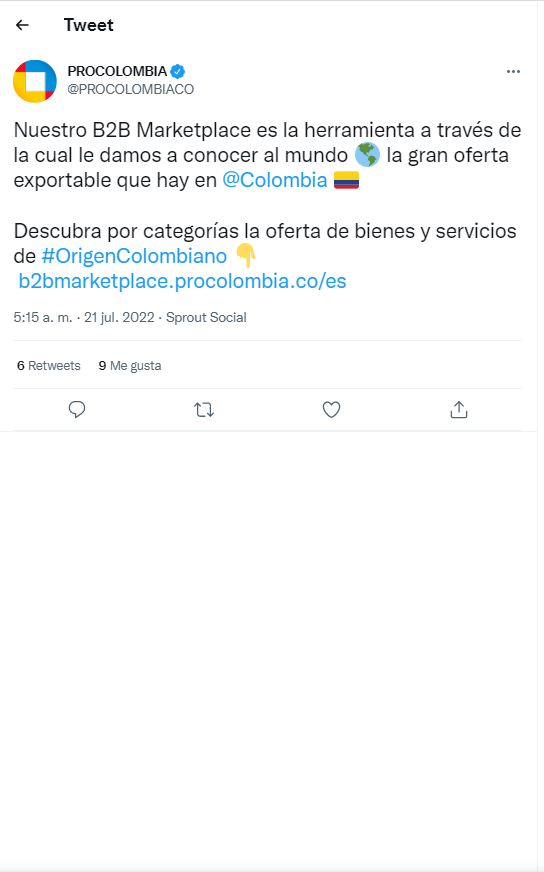 Tweet
PROCOLOMBIA
@PROCOLOMBIACO
Nuestro B2B Marketplace es la herramienta a través de
la cual le damos a conocer al mundo 🌎 la gran oferta
exportable que hay en @Colombia 🇨🇴
Descubra por categorías la oferta de bienes y servicios
de #OrigenColombiano 👇
b2bmarketplace.procolombia.co/es
5:15 a. m. · 21 jul. 2022 · Sprout Social
6 Retweets 9 Me gusta